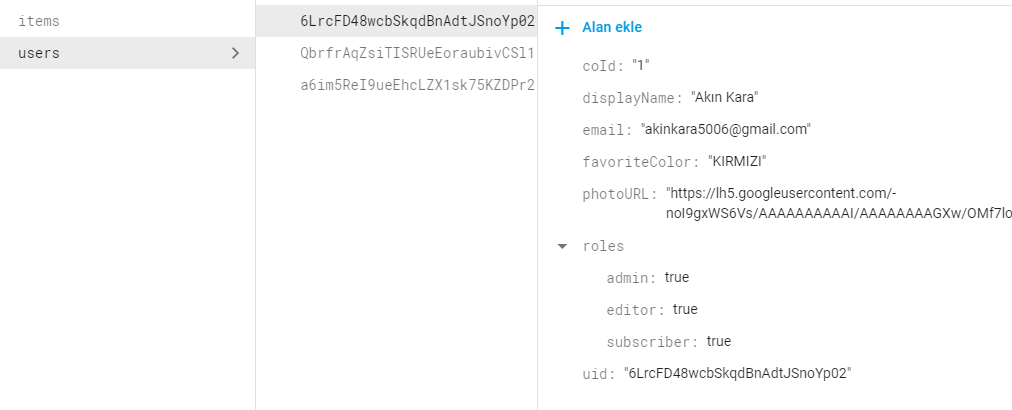 items
users
6LrcFD48wcbSkqdBnAdtJSnoYp02
QbrfrAqZsiTISRUeEoraubivCSl1
a6im5ReI9ueEhcLZX1sk75KZDPr2
+ Alan ekle
coId: "1"
displayName: "Akın Kara"
email: "akinkara5006@gmail.com"
favoriteColor: "KIRMIZI"
photoURL: "https://lh5.googleusercontent.com/-
noI9gxWS6Vs/AAAAAAAAAAI/AAAAAAAAGXw/OMf7lo
roles
admin: true
editor: true
subscriber: true
uid: "6LrcFD48wcbSkqdBnAdtJSnoYp02"